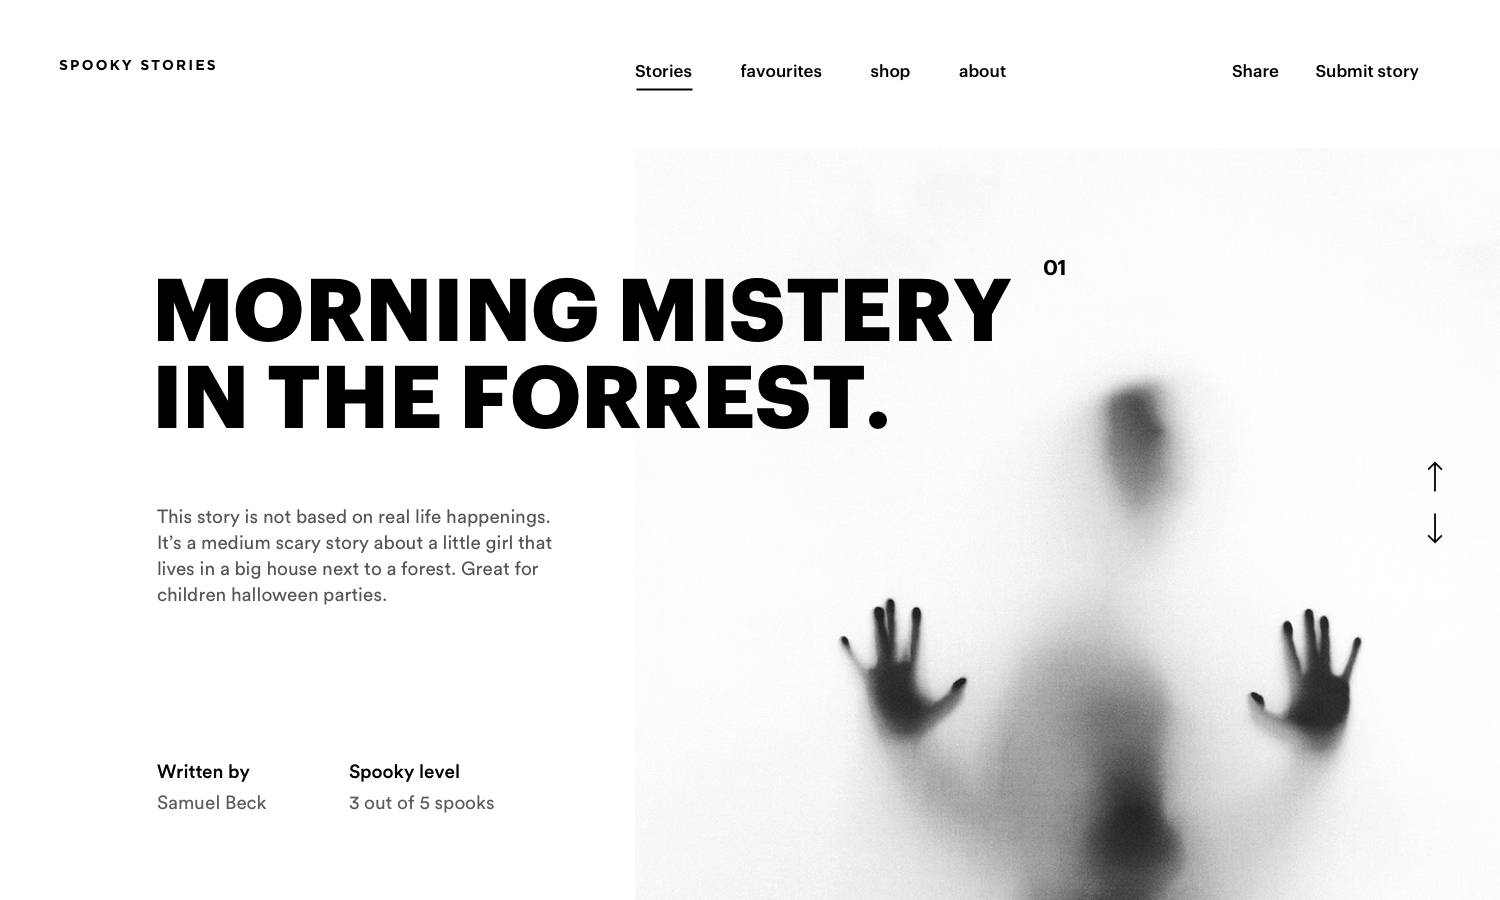 SPOOKY STORIES
Stories favourites shop about
Share Submit story
01
MORNING MISTERY
IN THE FORREST.
This story is not based on real life happenings.
It’s a medium scary story about a little girl that
lives in a big house next to a forest. Great for
children halloween parties.
Written by
Samuel Beck
Spooky level
3 out of 5 spooks